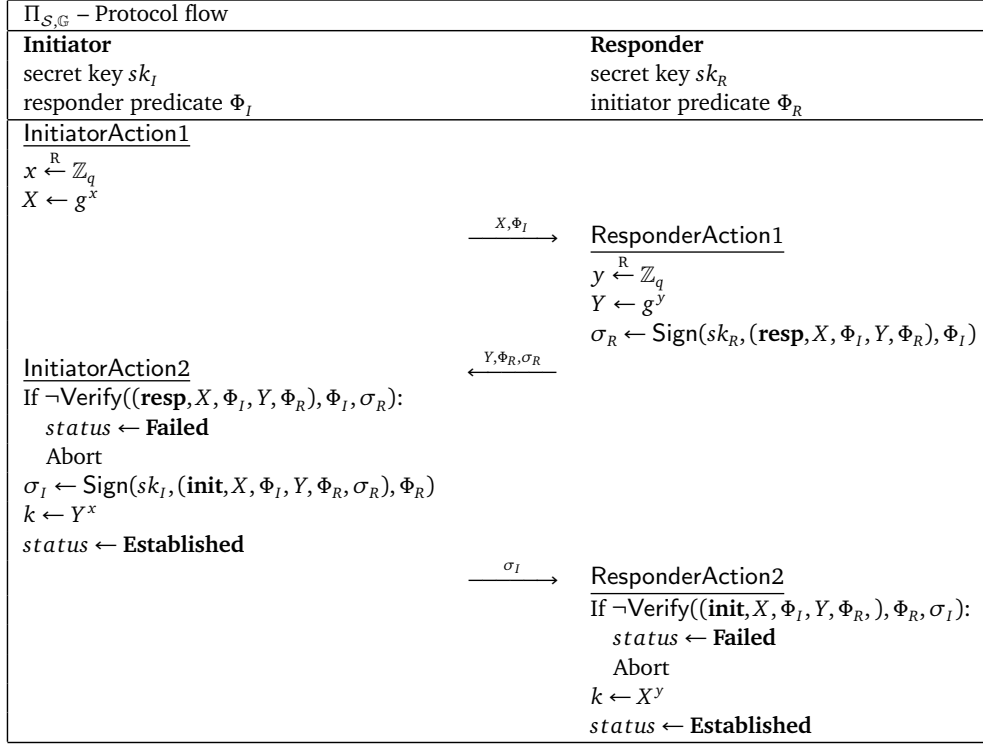 Π_{𝒮,𝔾} – Protocol flow
Initiator
secret key sk_I
responder predicate Φ_I
Responder
secret key sk_R
initiator predicate Φ_R
InitiatorAction1
x ←^R ℤ_q
X ← g^x
X,Φ_I
ResponderAction1
y ←^R ℤ_q
Y ← g^y
σ_R ← Sign(sk_R, (resp, X, Φ_I, Y, Φ_R), Φ_I)
Y,Φ_R,σ_R
InitiatorAction2
If ¬Verify((resp, X, Φ_I, Y, Φ_R), Φ_I, σ_R):
status ← Failed
Abort
σ_I ← Sign(sk_I, (init, X, Φ_I, Y, Φ_R, σ_R), Φ_R)
k ← Y^x
status ← Established
σ_I
ResponderAction2
If ¬Verify((init, X, Φ_I, Y, Φ_R, ), Φ_R, σ_I):
status ← Failed
Abort
k ← X^y
status ← Established